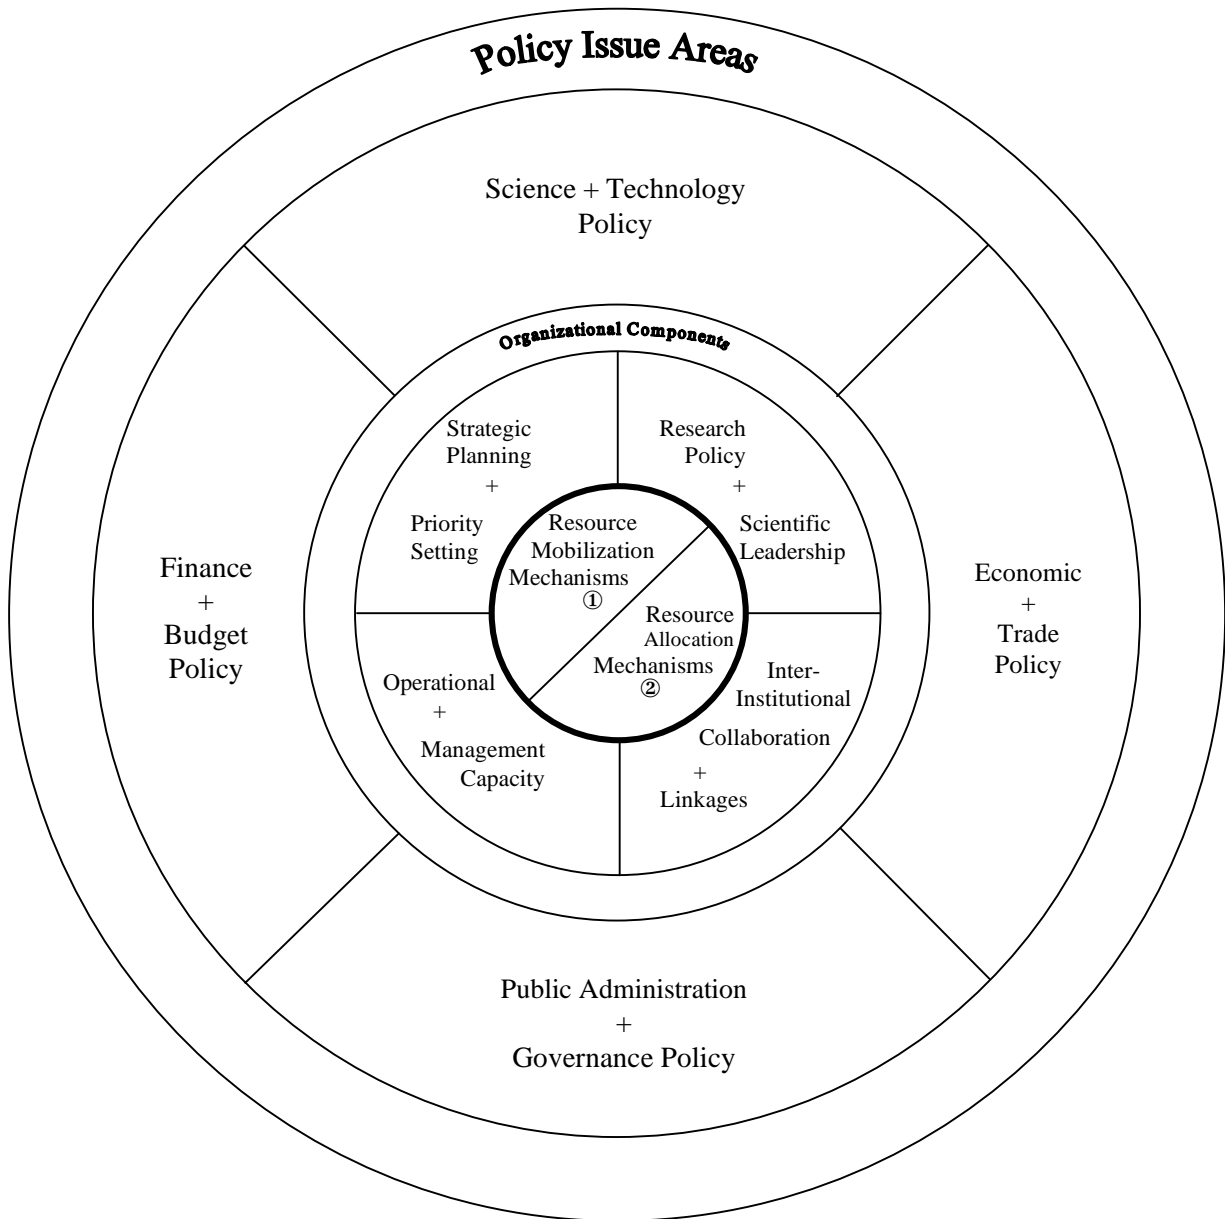 Policy Issue Areas
Science + Technology
Policy
Organizational Components
Strategic
Planning
+
Priority
Setting
Research
Policy
+
Scientific
Leadership
Resource
Mobilization
Mechanisms
①
Resource
Allocation
Mechanisms
②
Finance
+
Budget
Policy
Economic
+
Trade
Policy
Operational
+
Management
Capacity
Inter-
Institutional
Collaboration
+
Linkages
Public Administration
+
Governance Policy